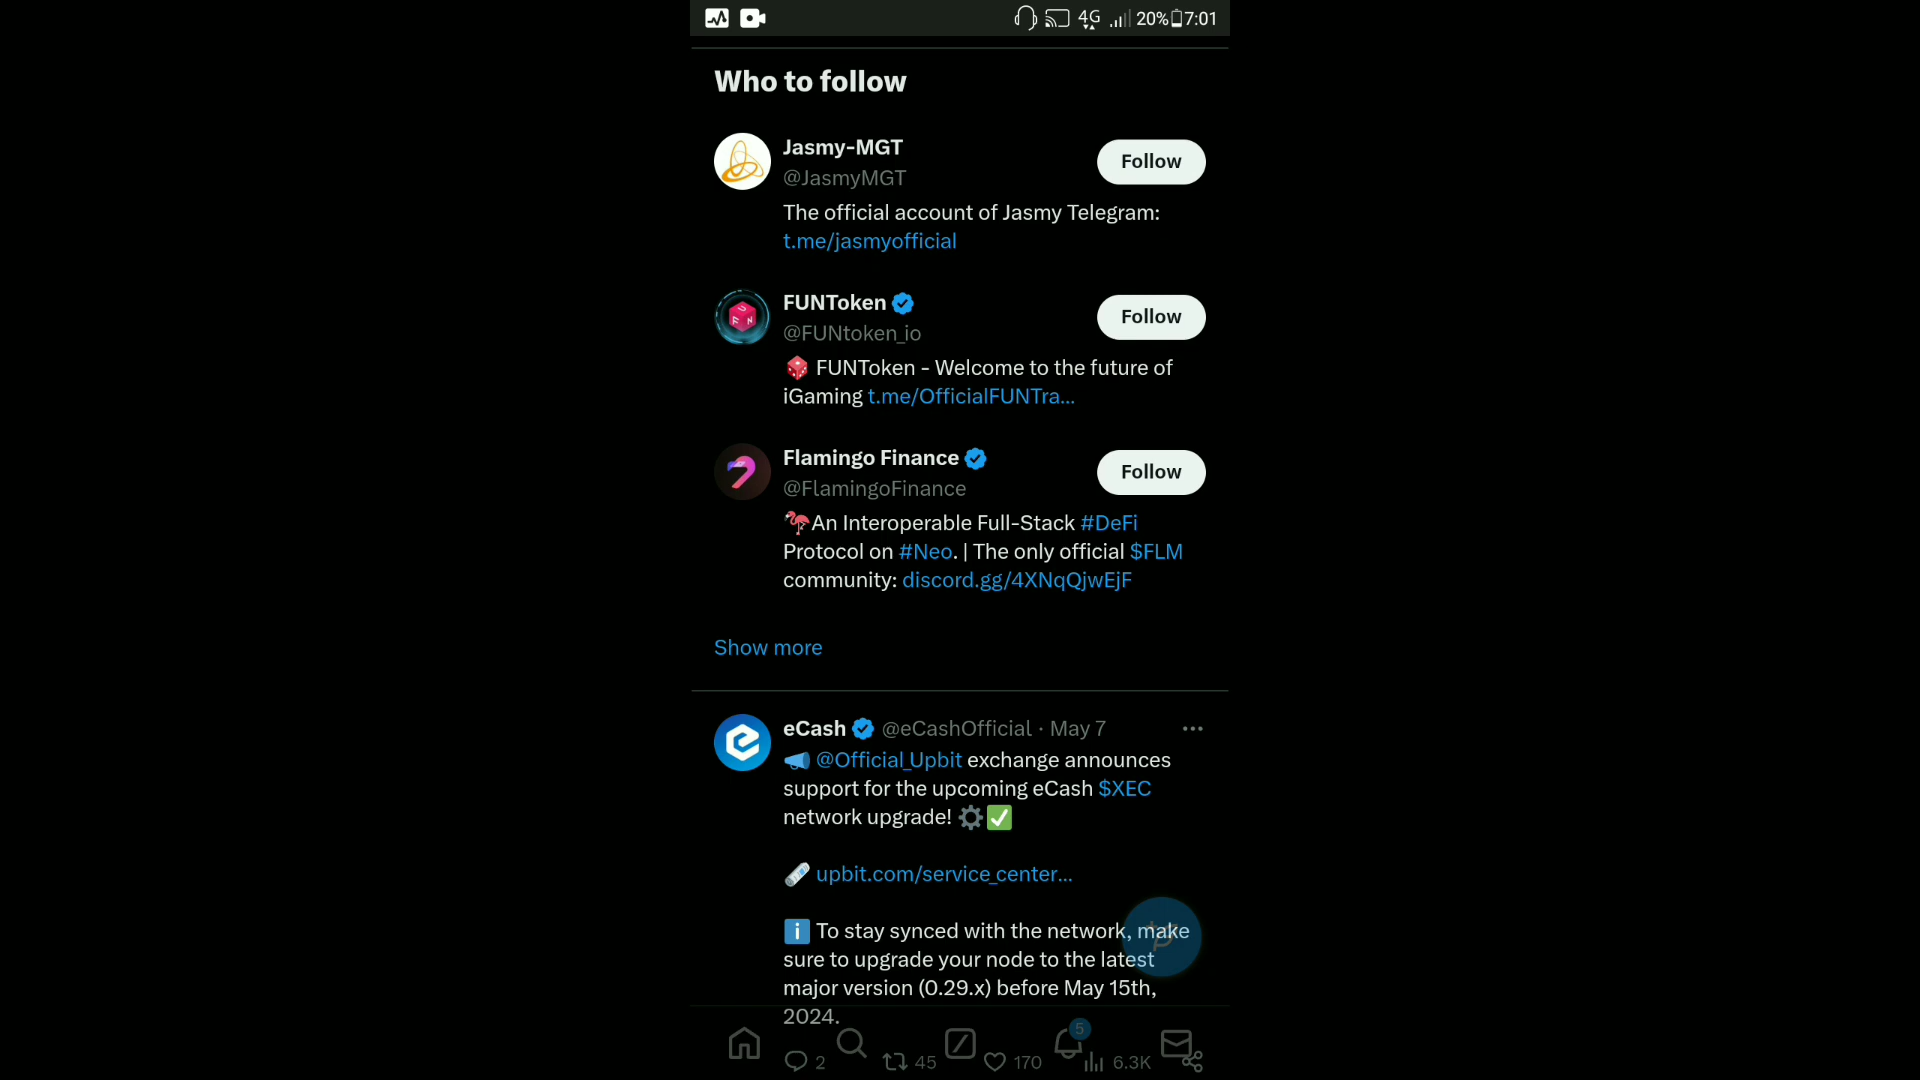 4G 20% 7:01
Who to follow
Jasmy-MGT
@JasmyMGT
Follow
The official account of Jasmy Telegram:
t.me/jasmyofficial
FUNToken
@FUNtoken_io
Follow
FUNToken - Welcome to the future of
iGaming t.me/OfficialFUNTra...
Flamingo Finance
@FlamingoFinance
Follow
An Interoperable Full-Stack #DeFi
Protocol on #Neo. | The only official $FLM
community: discord.gg/4XNqQjwEjF
Show more
eCash @eCashOfficial · May 7
@Official_Upbit exchange announces
support for the upcoming eCash $XEC
network upgrade!
upbit.com/service_center...
To stay synced with the network, make
sure to upgrade your node to the latest
major version (0.29.x) before May 15th,
2024.
5
2 45 170 6.3K